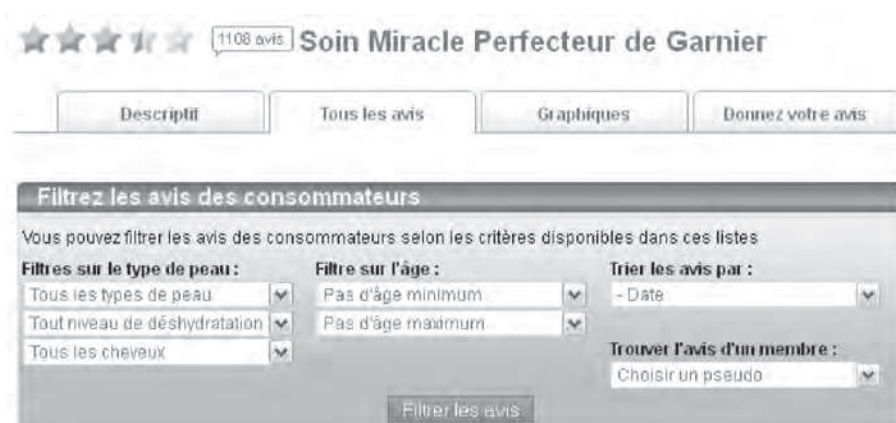 1108 avis Soin Miracle Perfecteur de Garnier
Descriptif Tous les avis Graphiques Donnez votre avis
Filtrez les avis des consommateurs
Vous pouvez filtrer les avis des consommateurs selon les critères disponibles dans ces listes
Filtres sur le type de peau :
Tous les types de peau
Tout niveau de déshydratation
Tous les cheveux
Filtre sur l'âge :
Pas d'âge minimum
Pas d'âge maximum
Trier les avis par :
- Date
Trouver l'avis d'un membre :
Choisir un pseudo
Filtrer les avis